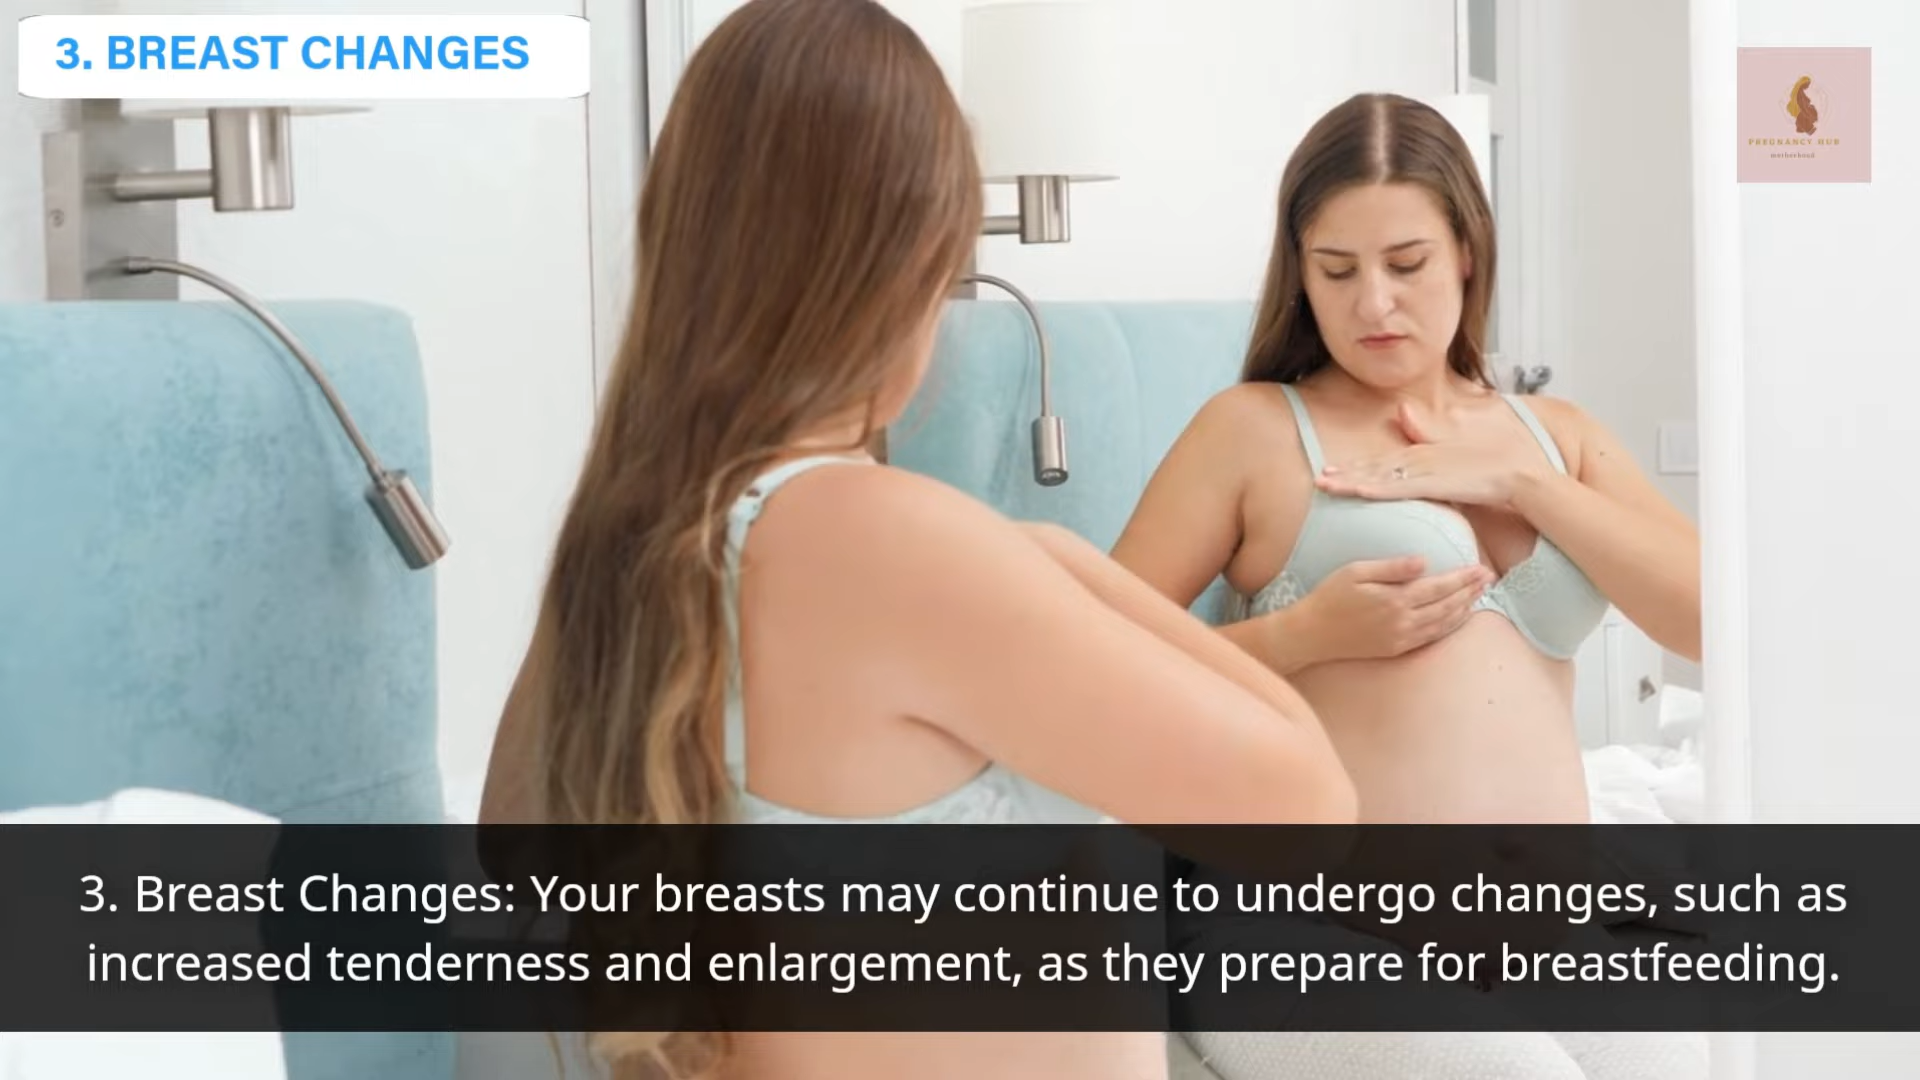 3. BREAST CHANGES
PREGNANCY HUB
motherhood
3. Breast Changes: Your breasts may continue to undergo changes, such as
increased tenderness and enlargement, as they prepare for breastfeeding.